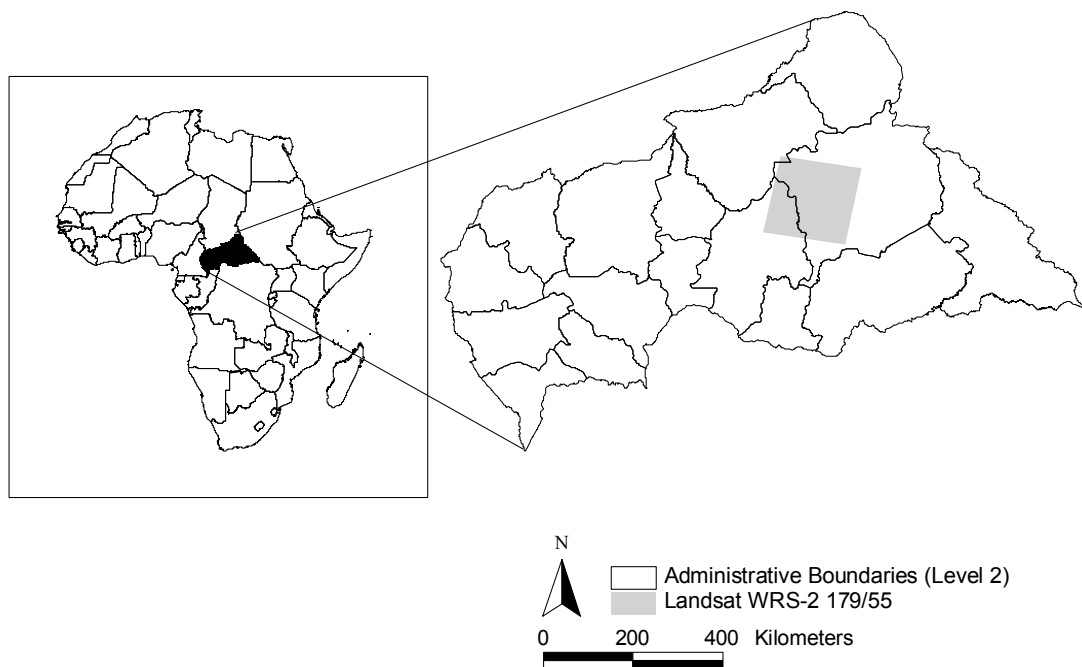 N
Administrative Boundaries (Level 2)
Landsat WRS-2 179/55
0 200 400 Kilometers